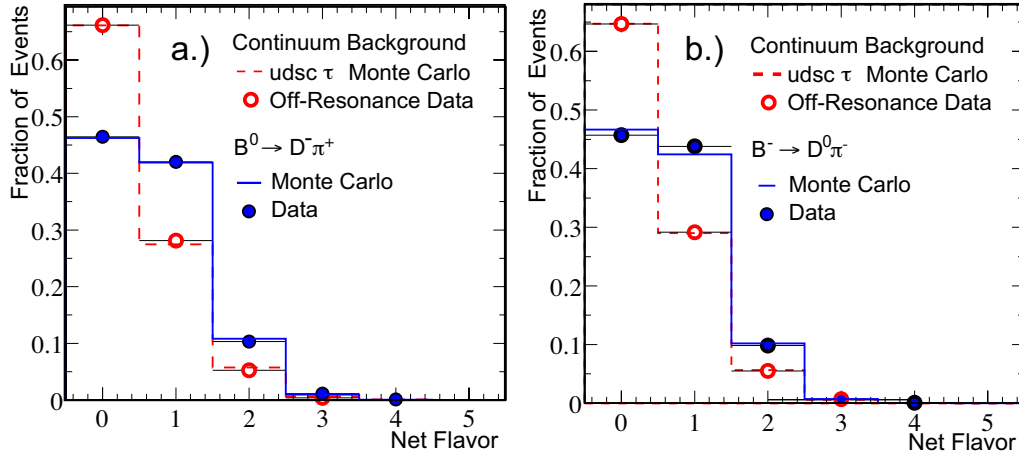 Fraction of Events
0.6
0.5
0.4
0.3
0.2
0.1
0
a.)
Continuum Background
udsc τ Monte Carlo
Off-Resonance Data
B⁰ → D⁻π⁺
Monte Carlo
Data
0 1 2 3 4 5
Net Flavor
Fraction of Events
0.6
0.5
0.4
0.3
0.2
0.1
0
b.)
Continuum Background
udsc τ Monte Carlo
Off-Resonance Data
B⁻ → D⁰π⁻
Monte Carlo
Data
0 1 2 3 4 5
Net Flavor